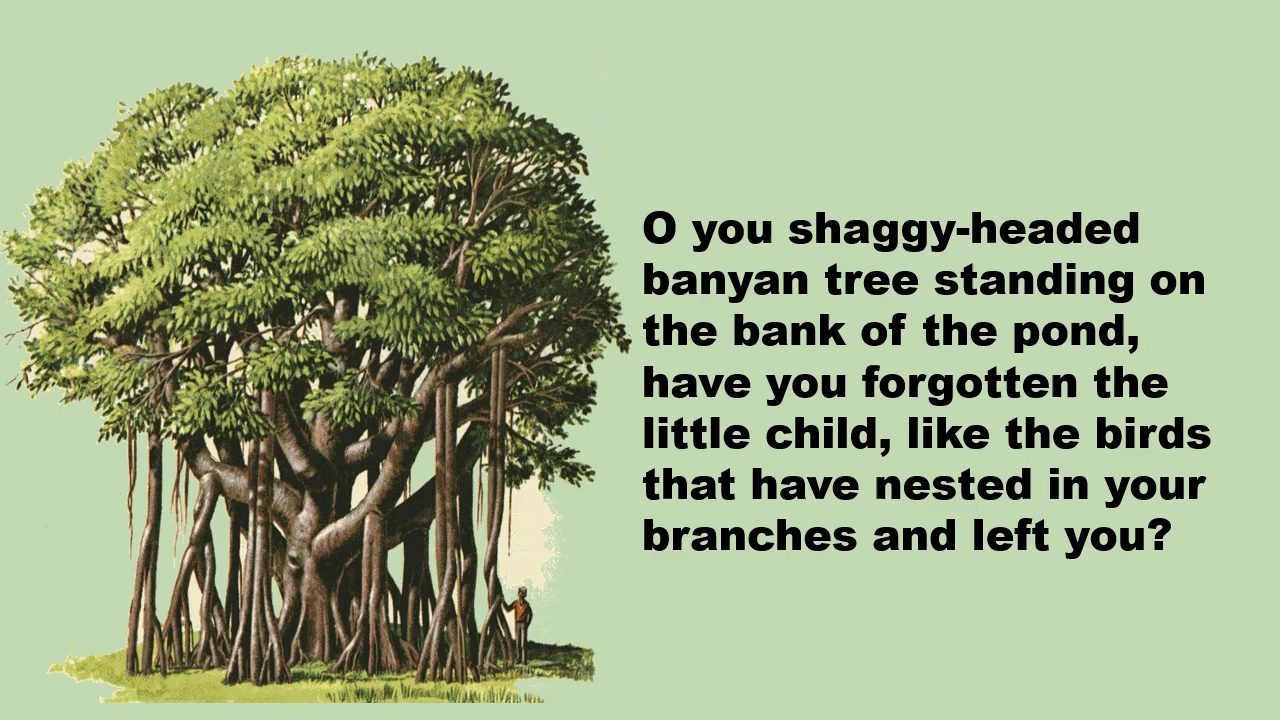 O you shaggy-headed
banyan tree standing on
the bank of the pond,
have you forgotten the
little child, like the birds
that have nested in your
branches and left you?